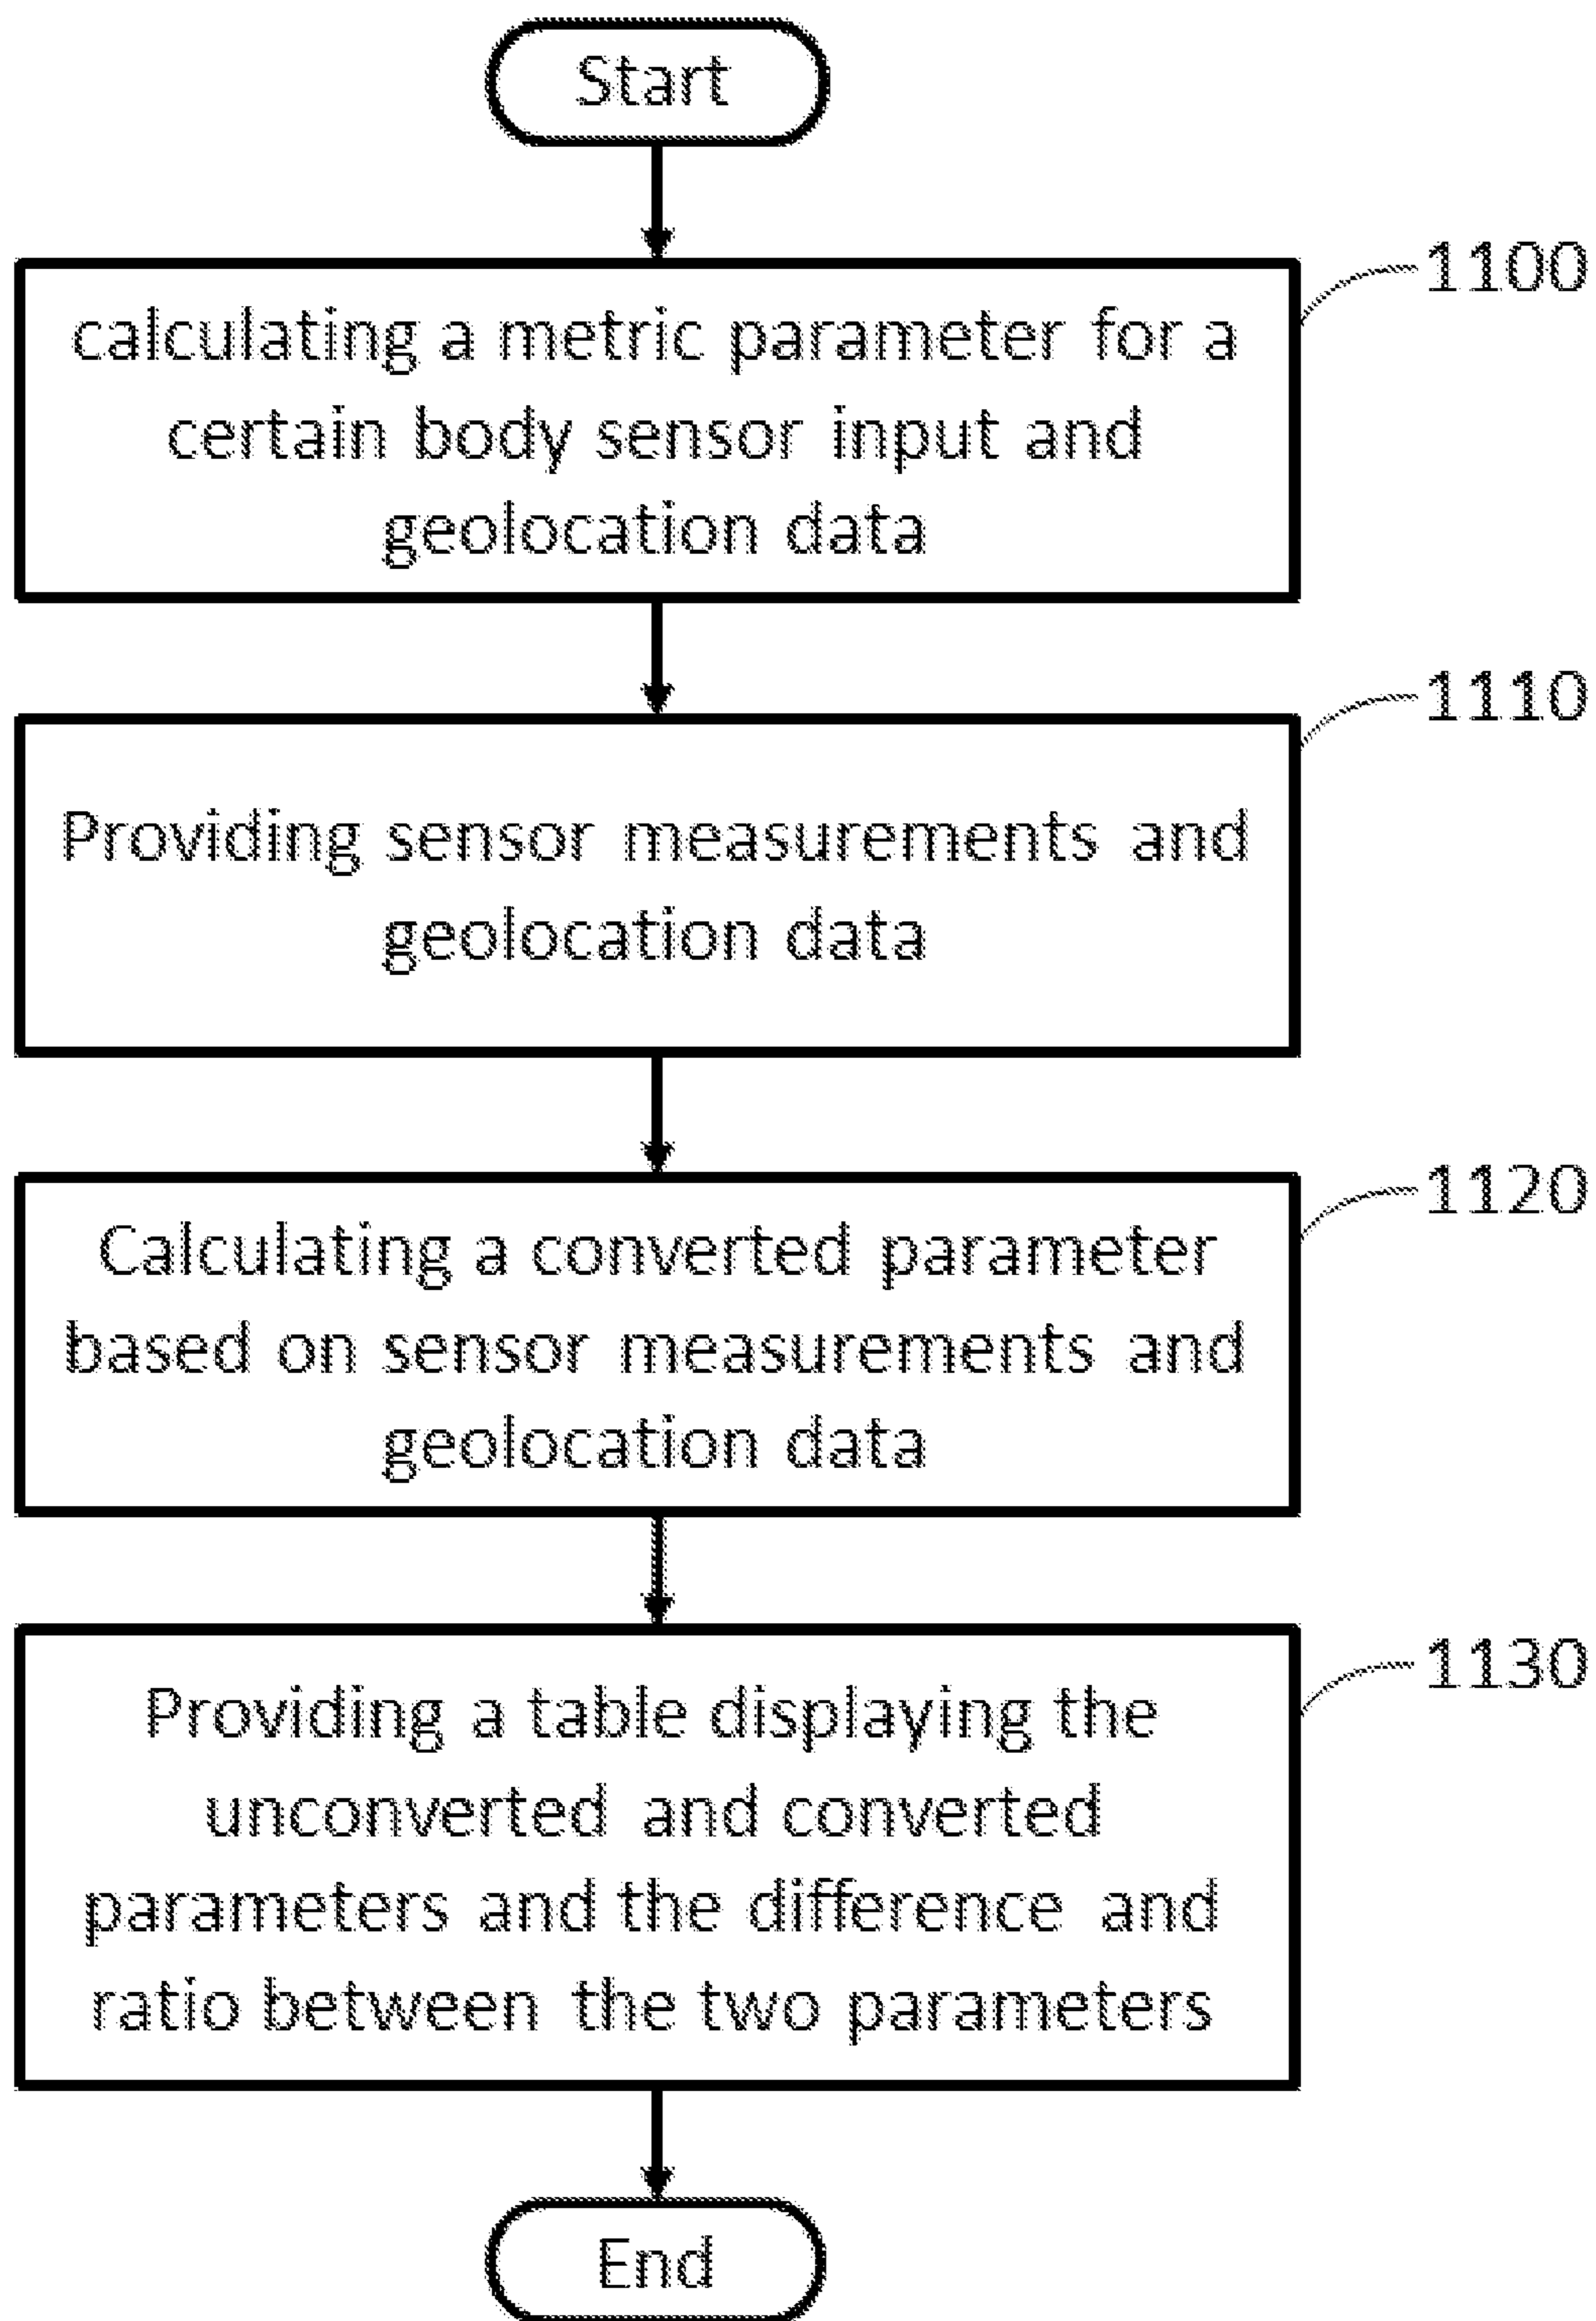 Start
1100
calculating a metric parameter for a
certain body sensor input and
geolocation data
1110
Providing sensor measurements and
geolocation data
1120
Calculating a converted parameter
based on sensor measurements and
geolocation data
1130
Providing a table displaying the
unconverted and converted
parameters and the difference and
ratio between the two parameters
End